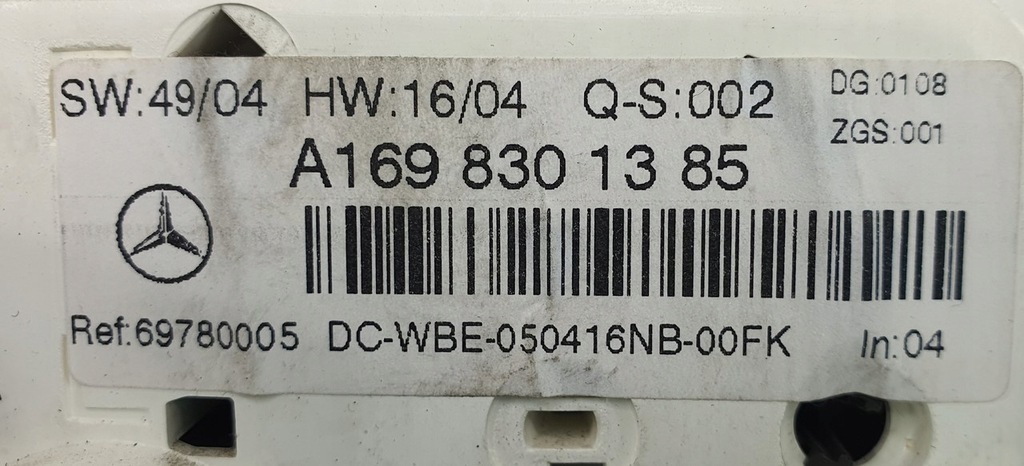 SW:49/04 HW:16/04 Q-S:002 DG:0108
ZGS:001
A169 830 13 85
Ref:69780005 DC-WBE-050416NB-00FK In:04